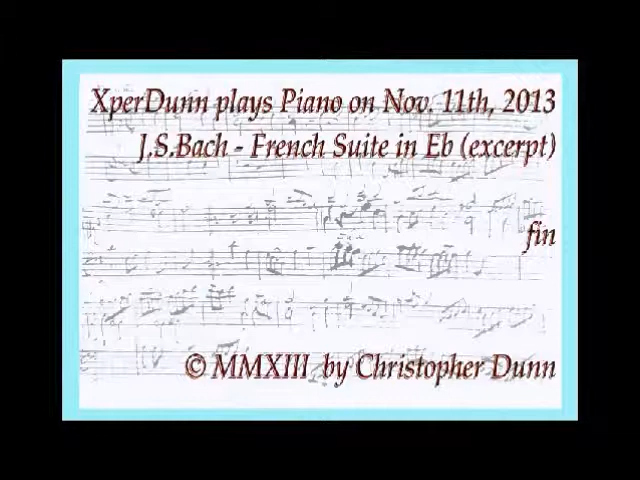 XperDunn plays Piano on Nov. 11th, 2013
J.S.Bach - French Suite in Eb (excerpt)
fin
© MMXIII by Christopher Dunn